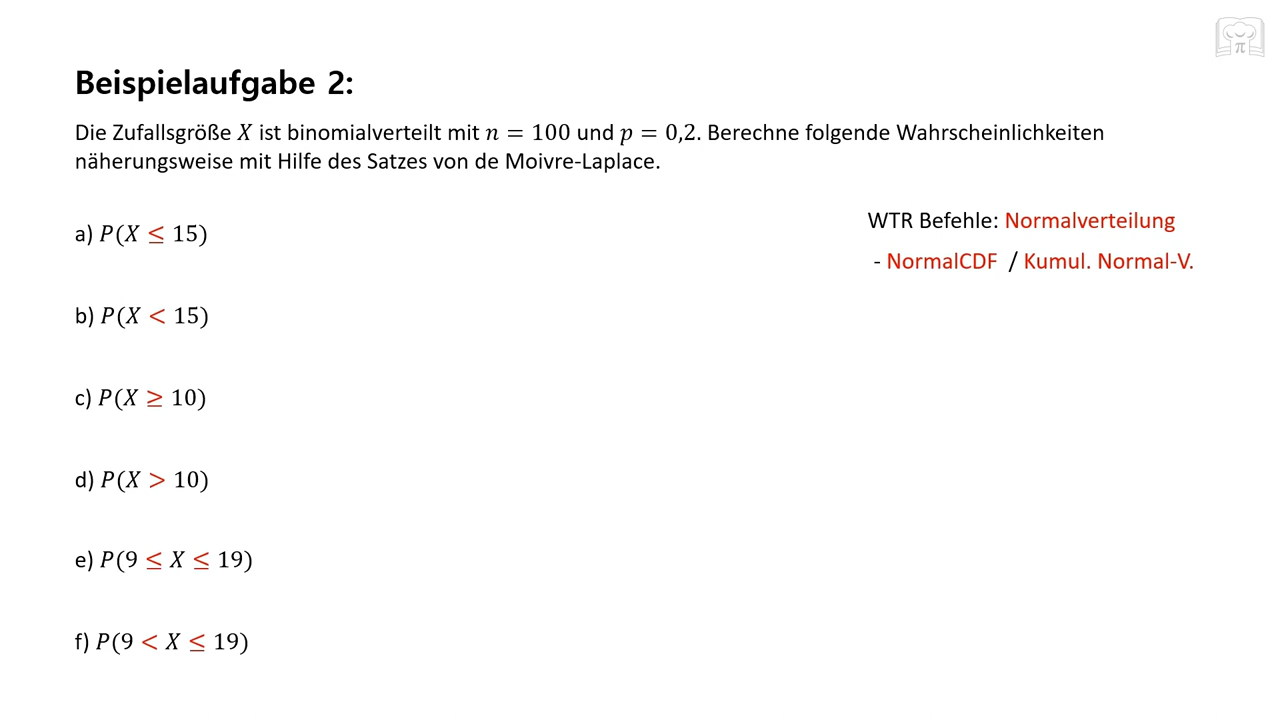 Beispielaufgabe 2:
Die Zufallsgröße X ist binomialverteilt mit n = 100 und p = 0,2. Berechne folgende Wahrscheinlichkeiten
näherungsweise mit Hilfe des Satzes von de Moivre-Laplace.
a) P(X ≤ 15)
WTR Befehle: Normalverteilung
- NormalCDF / Kumul. Normal-V.
b) P(X < 15)
c) P(X ≥ 10)
d) P(X > 10)
e) P(9 ≤ X ≤ 19)
f) P(9 < X ≤ 19)
π